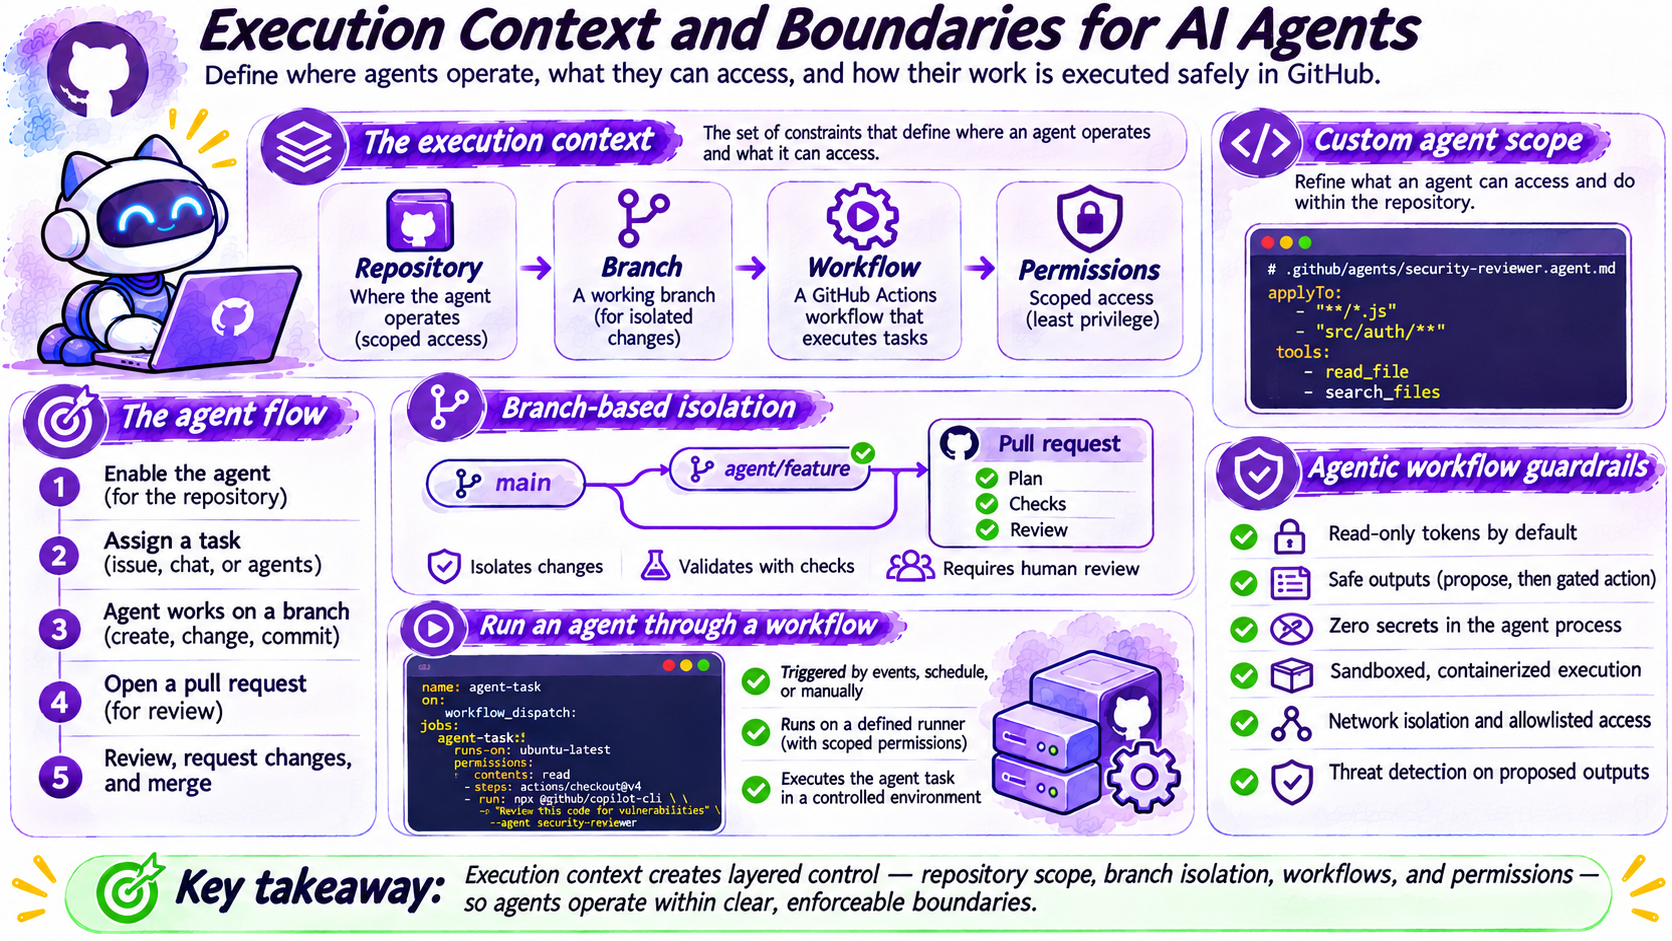 Execution Context and Boundaries for AI Agents
Define where agents operate, what they can access, and how their work is executed safely in GitHub.
The execution context
The set of constraints that define where an agent operates
and what it can access.
Repository
Where the agent
operates
(scoped access)
Branch
A working branch
(for isolated
changes)
Workflow
A GitHub Actions
workflow that
executes tasks
Permissions
Scoped access
(least privilege)
Custom agent scope
Refine what an agent can access and do
within the repository.
# .github/agents/security-reviewer.agent.md
applyTo:
- "**/*.js"
- "src/auth/**"
tools:
- read_file
- search_files
The agent flow
1
Enable the agent
(for the repository)
2
Assign a task
(issue, chat, or agents)
3
Agent works on a branch
(create, change, commit)
4
Open a pull request
(for review)
5
Review, request changes,
and merge
Branch-based isolation
main
agent/feature
Pull request
Plan
Checks
Review
Isolates changes
Validates with checks
Requires human review
Run an agent through a workflow
name: agent-task
on:
workflow_dispatch:
jobs:
agent-task:
runs-on: ubuntu-latest
permissions:
contents: read
- steps: actions/checkout@v4
- run: npx @github/copilot-cli \ \
"Review this code for vulnerabilities" \
--agent security-reviewer
Triggered by events, schedule,
or manually
Runs on a defined runner
(with scoped permissions)
Executes the agent task
in a controlled environment
Agentic workflow guardrails
Read-only tokens by default
Safe outputs (propose, then gated action)
Zero secrets in the agent process
Sandboxed, containerized execution
Network isolation and allowlisted access
Threat detection on proposed outputs
Key takeaway:
Execution context creates layered control — repository scope, branch isolation, workflows, and permissions —
so agents operate within clear, enforceable boundaries.